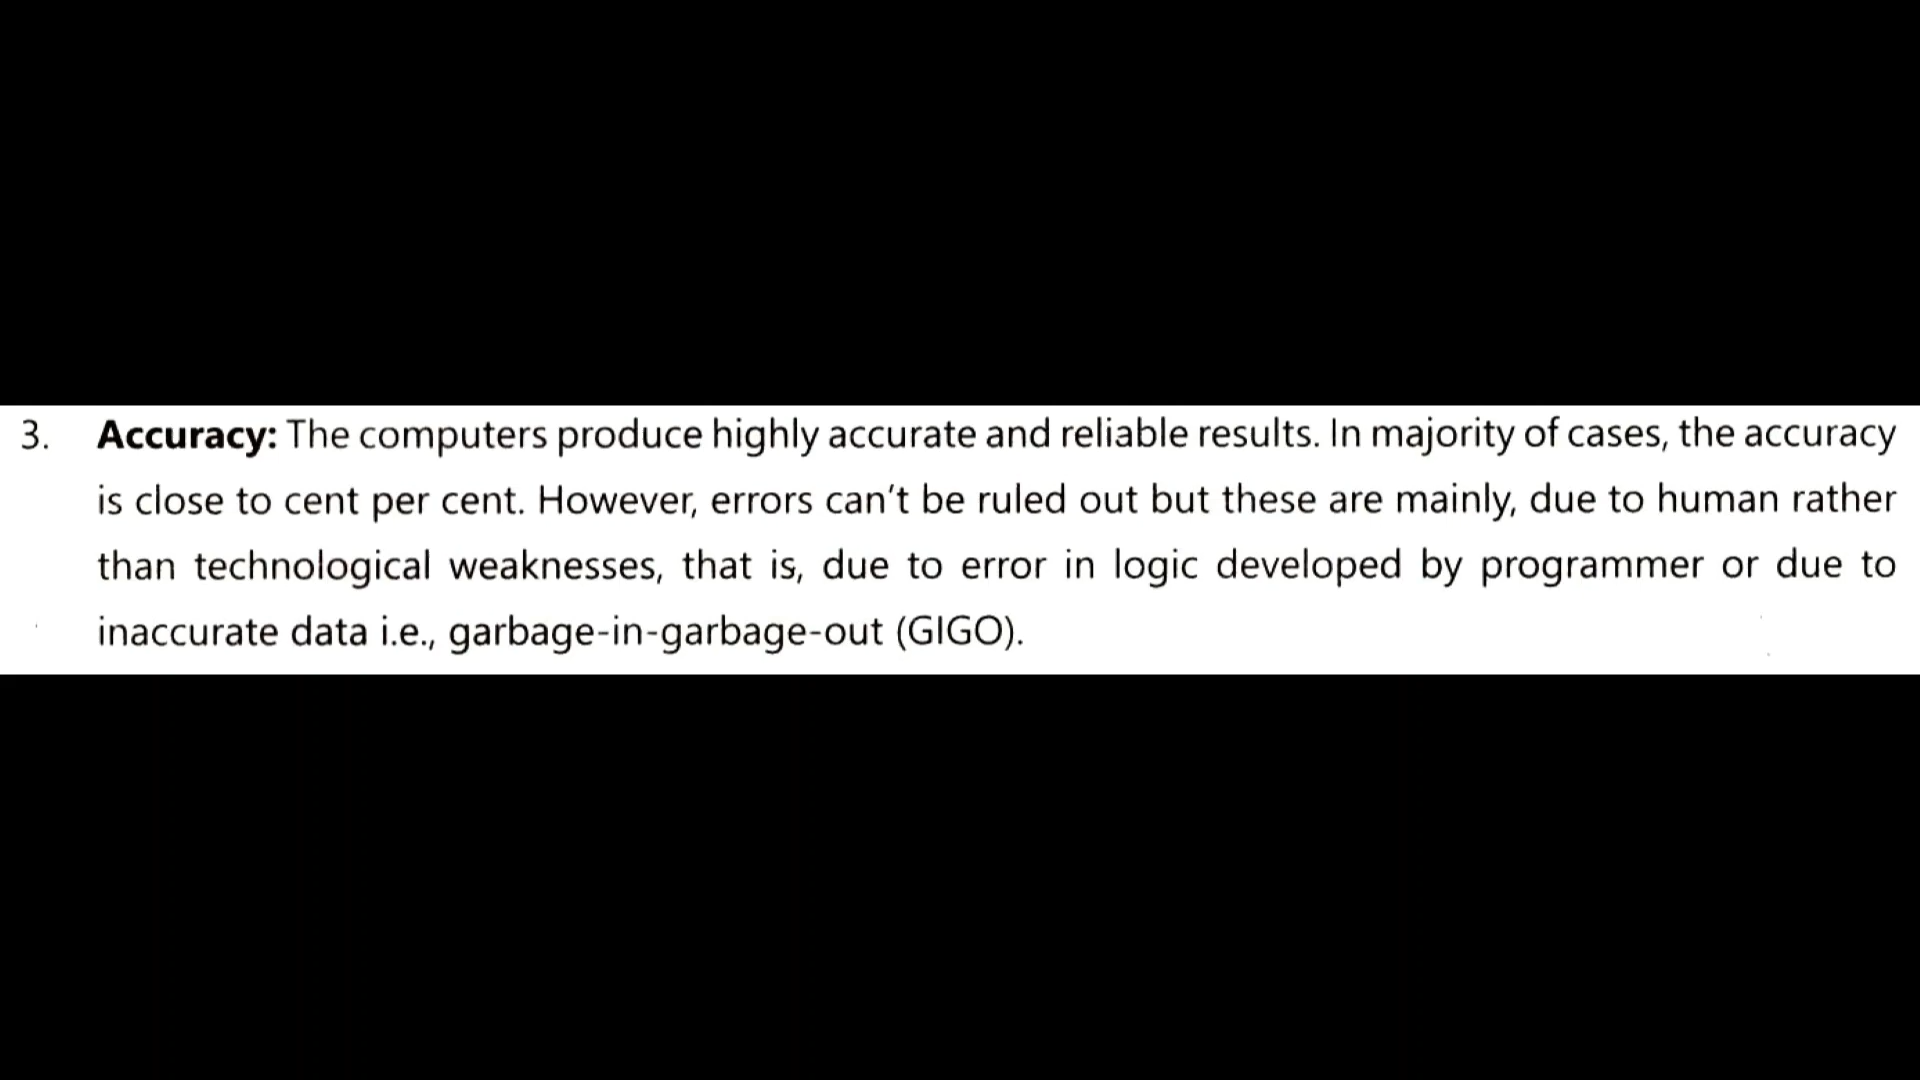 3. Accuracy: The computers produce highly accurate and reliable results. In majority of cases, the accuracy
is close to cent per cent. However, errors can't be ruled out but these are mainly, due to human rather
than technological weaknesses, that is, due to error in logic developed by programmer or due to
inaccurate data i.e., garbage-in-garbage-out (GIGO).